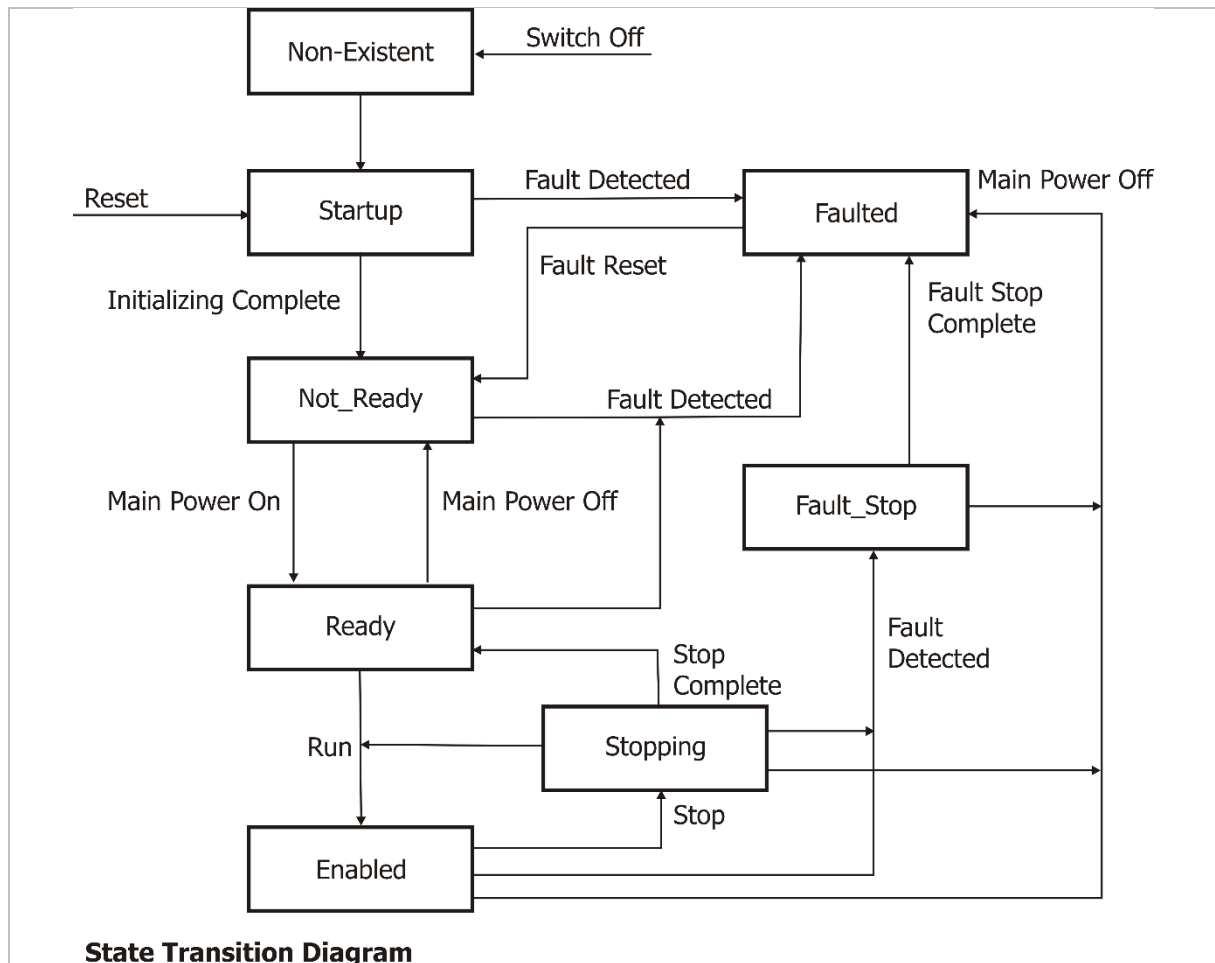 Non-Existent
Switch Off
Reset
Startup
Fault Detected
Faulted
Main Power Off
Fault Reset
Initializing Complete
Fault Stop
Complete
Not_Ready
Fault Detected
Main Power On
Main Power Off
Fault_Stop
Ready
Fault
Detected
Stop
Complete
Run
Stopping
Stop
Enabled
State Transition Diagram